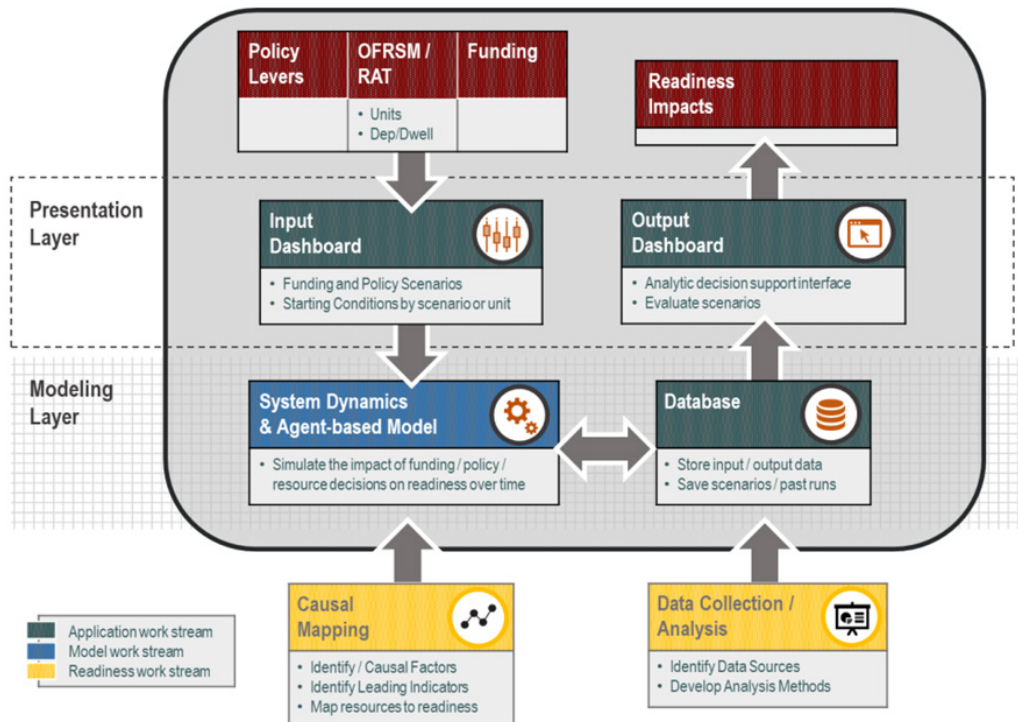 Policy
Levers
OFRSM /
RAT
Funding
• Units
• Dep/Dwell
Readiness
Impacts
Presentation
Layer
Input
Dashboard
• Funding and Policy Scenarios
• Starting Conditions by scenario or unit
Output
Dashboard
• Analytic decision support interface
• Evaluate scenarios
Modeling
Layer
System Dynamics
& Agent-based Model
• Simulate the impact of funding / policy /
resource decisions on readiness over time
Database
• Store input / output data
• Save scenarios / past runs
Causal
Mapping
• Identify / Causal Factors
• Identify Leading Indicators
• Map resources to readiness
Data Collection /
Analysis
• Identify Data Sources
• Develop Analysis Methods
Application work stream
Model work stream
Readiness work stream